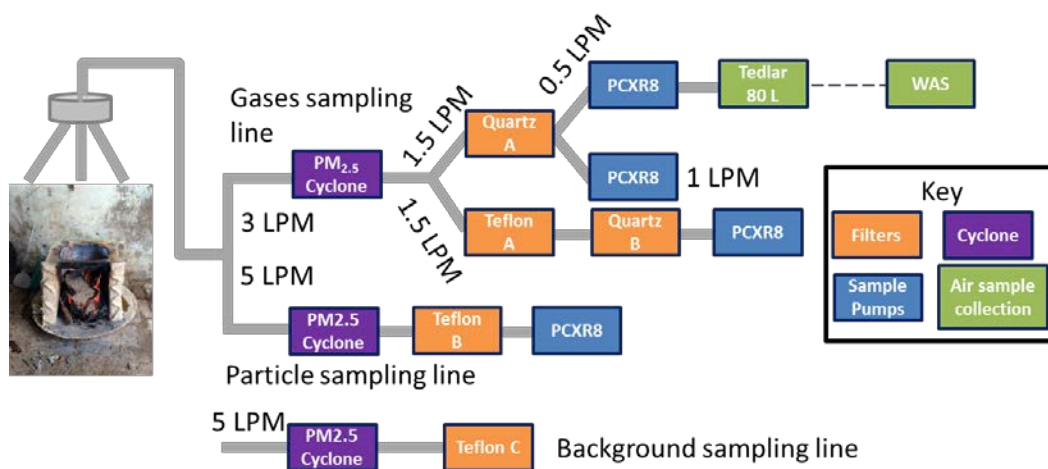 Gases sampling
line
0.5 LPM
PCXR8
Tedlar
80 L
WAS
1.5 LPM
Quartz
A
PM2.5
Cyclone
PCXR8
1 LPM
3 LPM
1.5 LPM
Teflon
A
Quartz
B
PCXR8
5 LPM
PM2.5
Cyclone
Teflon
B
PCXR8
Particle sampling line
5 LPM
PM2.5
Cyclone
Teflon C
Background sampling line
Key
Filters
Cyclone
Sample
Pumps
Air sample
collection